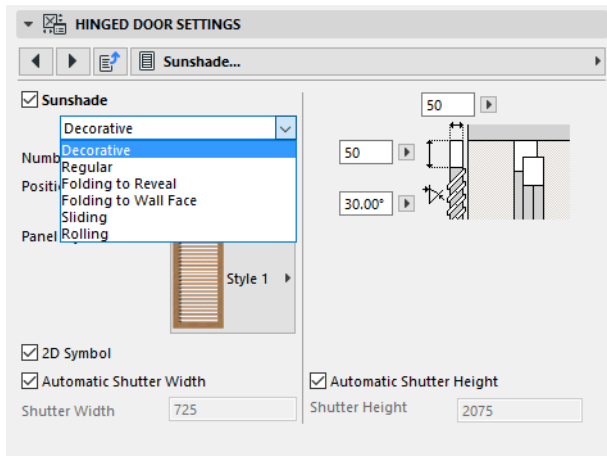 HINGED DOOR SETTINGS
Sunshade...
Sunshade
Decorative
Decorative
Regular
Folding to Reveal
Folding to Wall Face
Sliding
Rolling
Numb
Positi
Panel
Style 1
50
50
30.00°
2D Symbol
Automatic Shutter Width
Shutter Width
725
Automatic Shutter Height
Shutter Height
2075